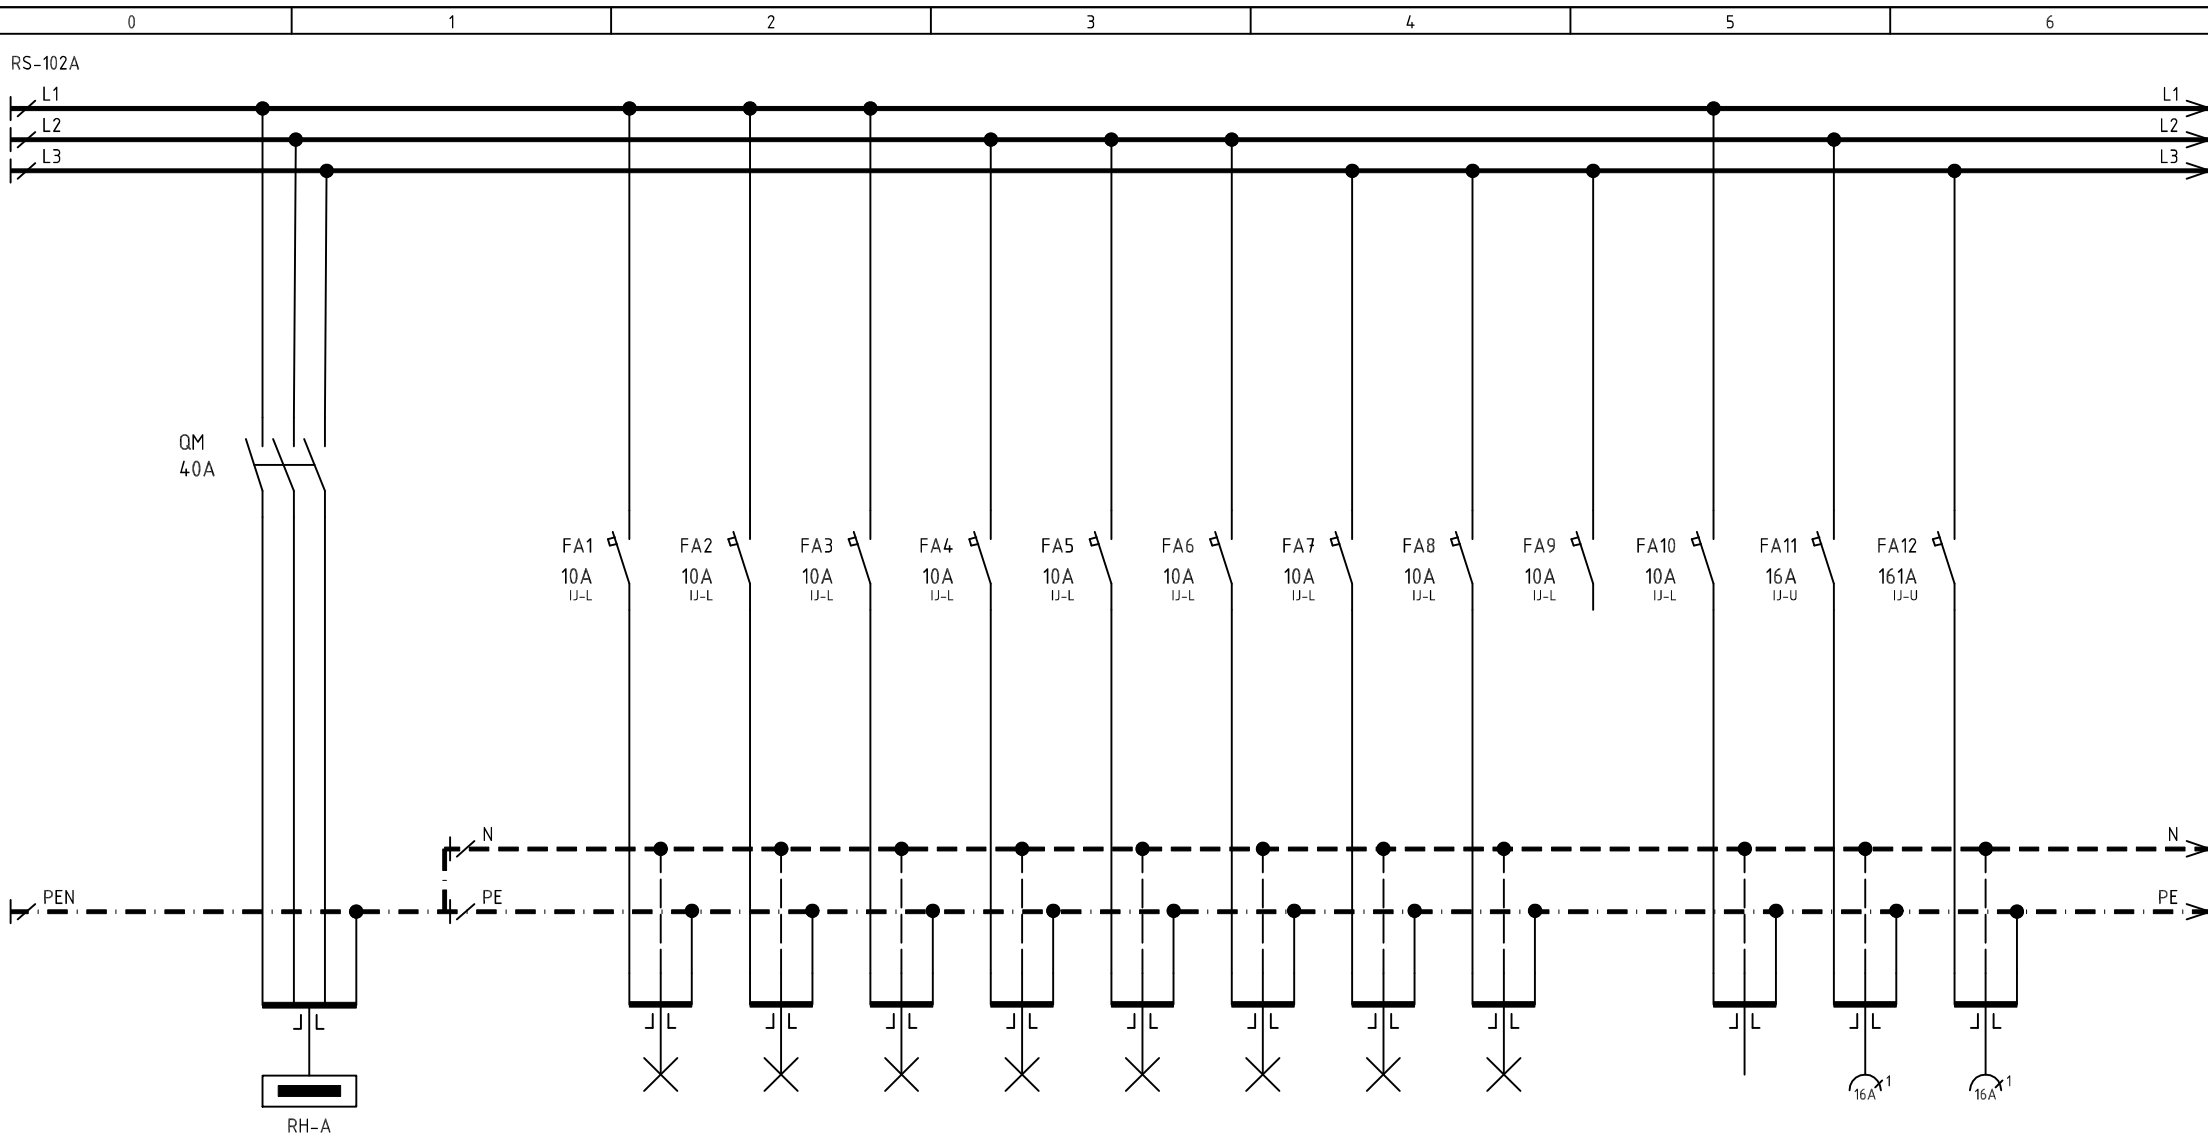 0 1 2 3 4 5 6
RS-102A
L1 L1
L2 L2
L3 L3
QM
40A
FA1 FA2 FA3 FA4 FA5 FA6 FA7 FA8 FA9 FA10 FA11 FA12
10A 10A 10A 10A 10A 10A 10A 10A 10A 10A 16A 161A
IJ-L IJ-L IJ-L IJ-L IJ-L IJ-L IJ-L IJ-L IJ-L IJ-L IJ-U IJ-U
N N
PEN PE PE
1 1
16A 16A
RH-A